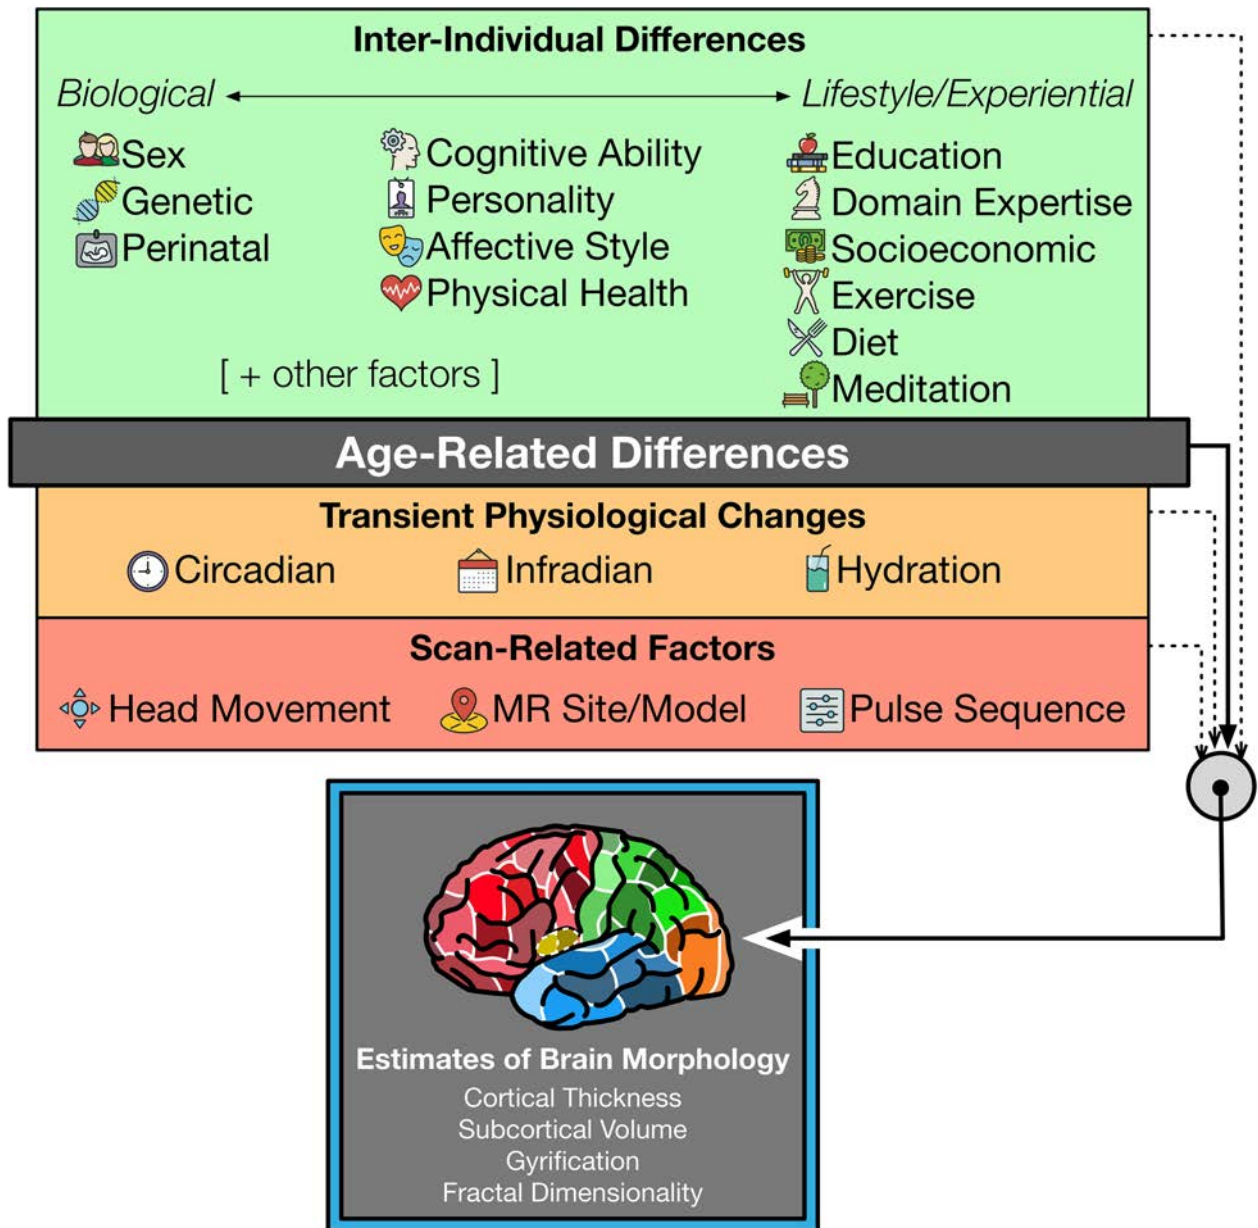 Inter-Individual Differences
Biological
Lifestyle/Experiential
Sex
Genetic
Perinatal
Cognitive Ability
Personality
Affective Style
Physical Health
Education
Domain Expertise
Socioeconomic
Exercise
Diet
Meditation
[ + other factors ]
Age-Related Differences
Transient Physiological Changes
Circadian
Infradian
Hydration
Scan-Related Factors
Head Movement
MR Site/Model
Pulse Sequence
Estimates of Brain Morphology
Cortical Thickness
Subcortical Volume
Gyrification
Fractal Dimensionality